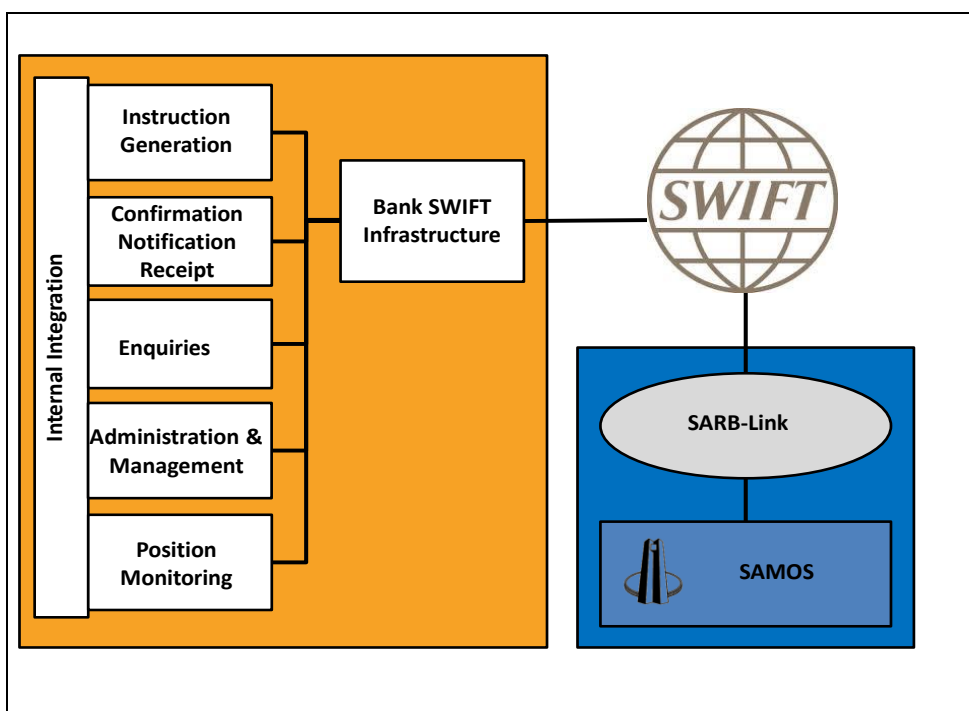 Internal Integration
Instruction
Generation
Confirmation
Notification
Receipt
Enquiries
Administration &
Management
Position
Monitoring
Bank SWIFT
Infrastructure
SWIFT
SARB-Link
SAMOS